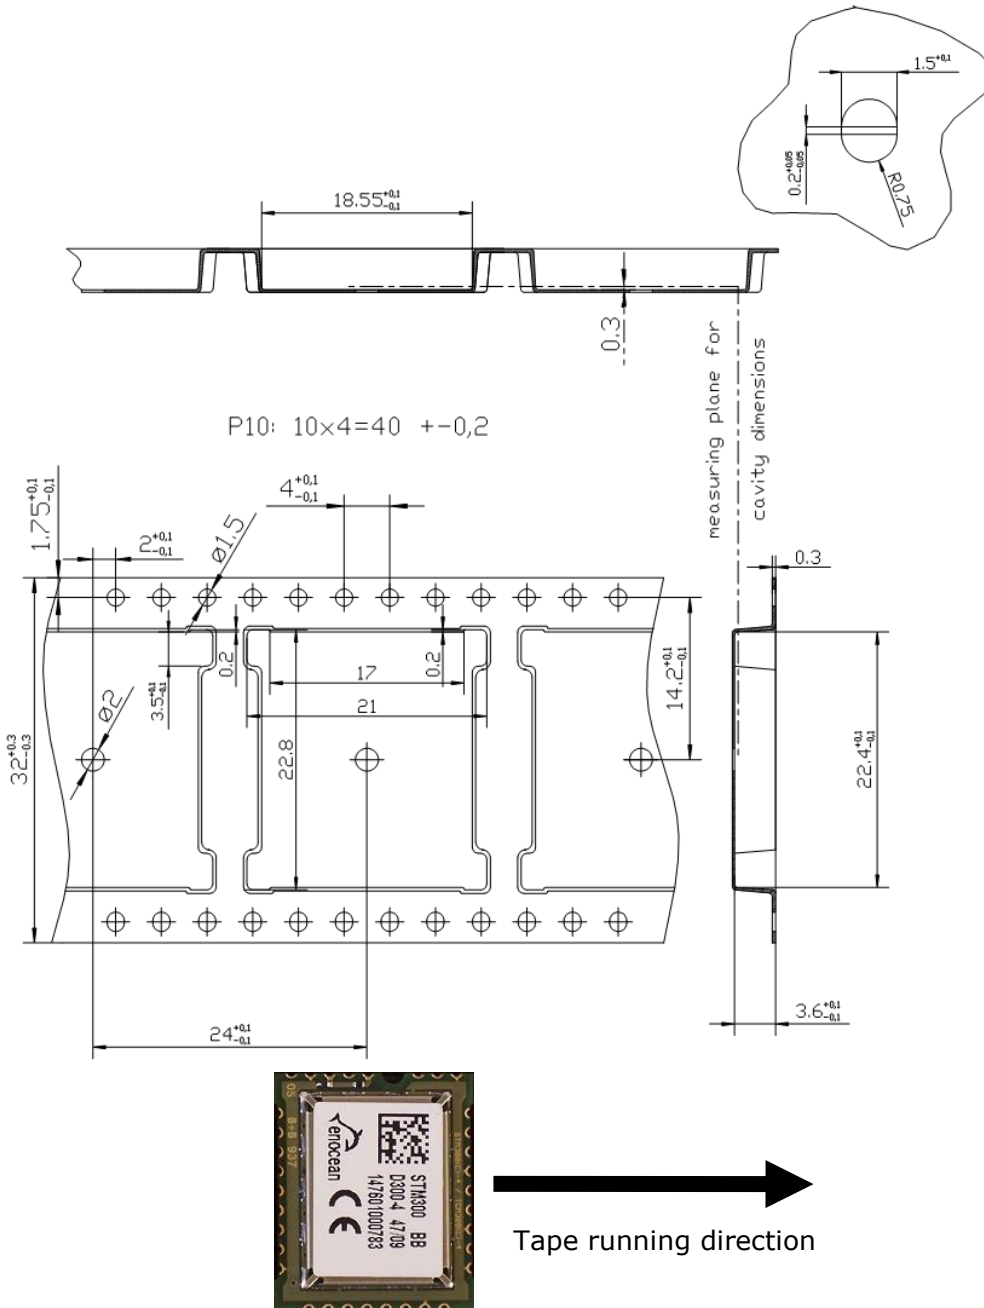 1.5+0,1
0.2+0.05-0.05
R0.75
18.55+0,1-0,1
0.3
measuring plane for
cavity dimensions
P10: 10x4=40 +-0,2
1.75+0,1-0,1
2+0,1-0,1
ø1.5
4+0,1-0,1
0.3
0.2
0.2
3.5+0,1-0,1
17
21
14.2+0,1-0,1
ø2
32+0.3-0.3
22.8
22.4+0,1-0,1
24+0,1-0,1
3.6+0,1-0,1
05 B+B 937
enocean
CE
STM300 BB
D300-4 47/09
147601000783
Tape running direction